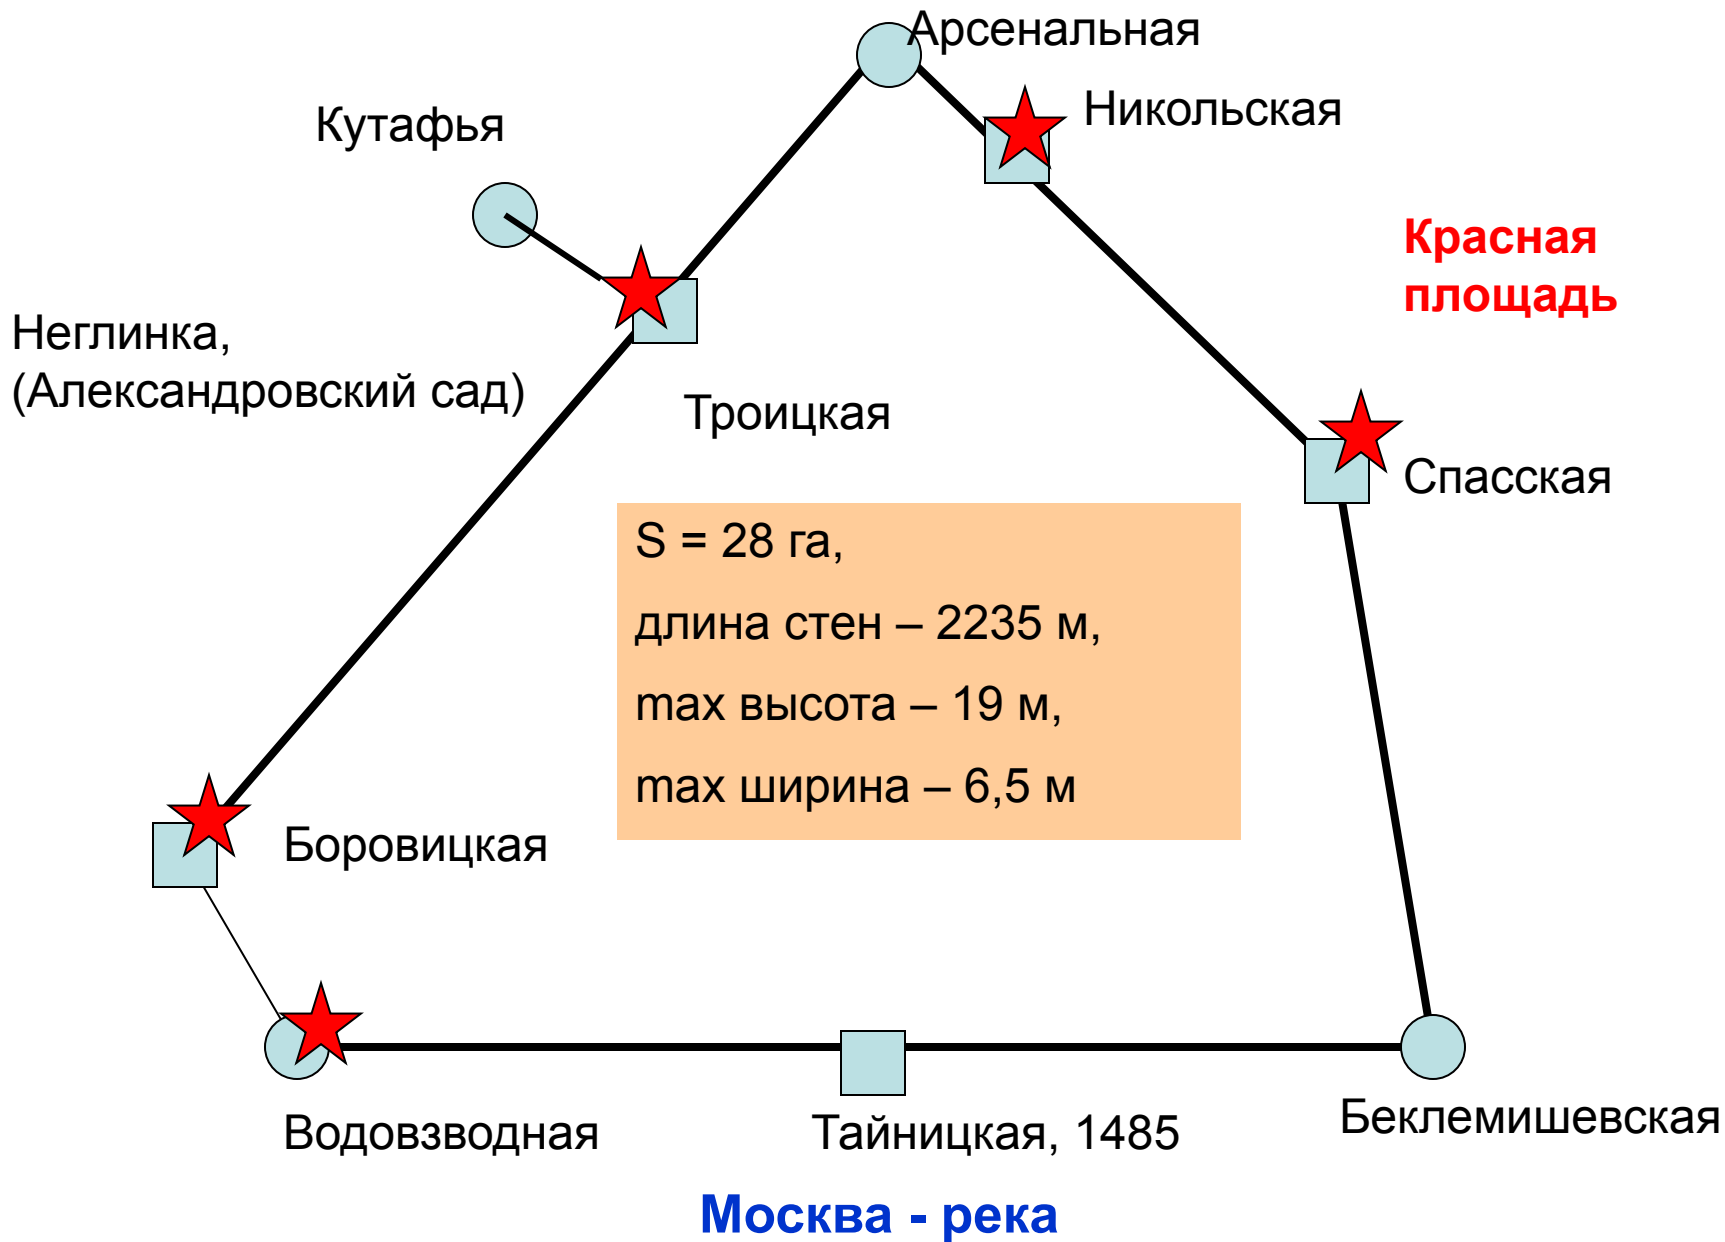 Арсенальная
Никольская
Кутафья
Красная
площадь
Неглинка,
(Александровский сад)
Троицкая
Спасская
S = 28 га,
длина стен – 2235 м,
max высота – 19 м,
max ширина – 6,5 м
Боровицкая
Беклемишевская
Водовзводная
Тайницкая, 1485
Москва - река